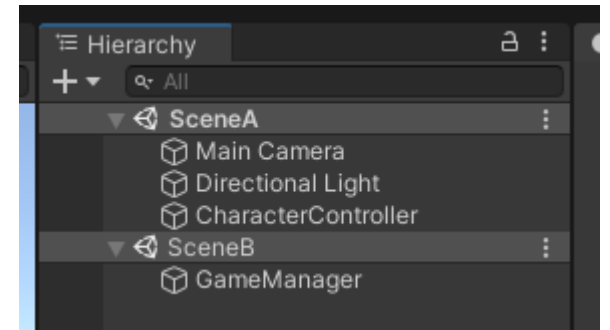 Hierarchy
All
SceneA
Main Camera
Directional Light
CharacterController
SceneB
GameManager